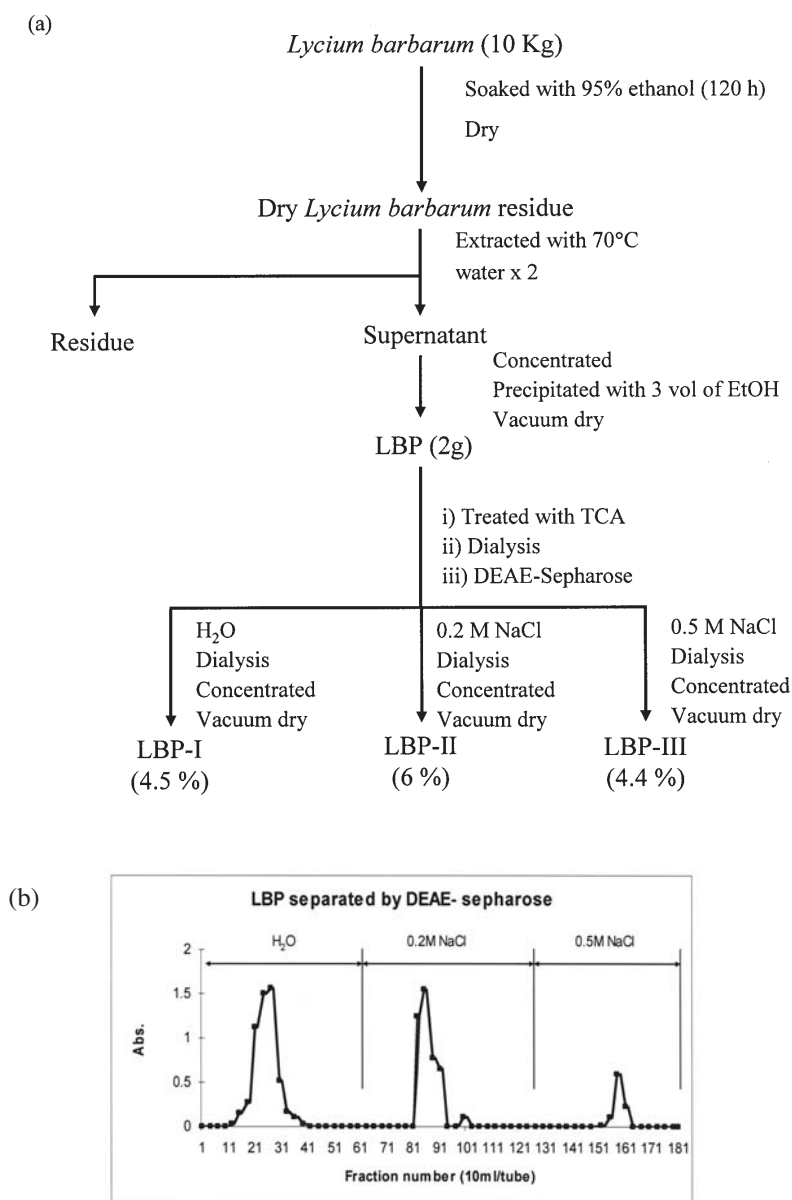 (a)
Lycium barbarum (10 Kg)
Soaked with 95% ethanol (120 h)
Dry
Dry Lycium barbarum residue
Extracted with 70°C
water x 2
Residue
Supernatant
Concentrated
Precipitated with 3 vol of EtOH
Vacuum dry
LBP (2g)
i) Treated with TCA
ii) Dialysis
iii) DEAE-Sepharose
H₂O
Dialysis
Concentrated
Vacuum dry
LBP-I
(4.5 %)
0.2 M NaCl
Dialysis
Concentrated
Vacuum dry
LBP-II
(6 %)
0.5 M NaCl
Dialysis
Concentrated
Vacuum dry
LBP-III
(4.4 %)
(b)
LBP separated by DEAE- sepharose
H₂O 0.2M NaCl 0.5M NaCl
2
1.5
1
0.5
0
Abs.
1 11 21 31 41 51 61 71 81 91 101 111 121 131 141 151 161 171 181
Fraction number (10ml/tube)